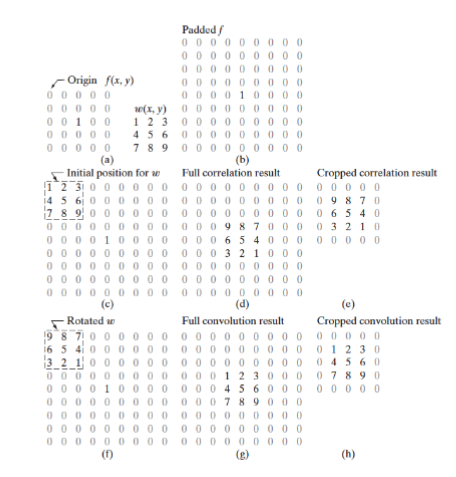 Origin f(x, y)
0 0 0 0 0
0 0 0 0 0
0 0 1 0 0
0 0 0 0 0
0 0 0 0 0
w(x, y)
1 2 3
4 5 6
7 8 9
(a)
Padded f
0 0 0 0 0 0 0 0 0
0 0 0 0 0 0 0 0 0
0 0 0 0 0 0 0 0 0
0 0 0 0 0 0 0 0 0
0 0 0 0 1 0 0 0 0
0 0 0 0 0 0 0 0 0
0 0 0 0 0 0 0 0 0
0 0 0 0 0 0 0 0 0
0 0 0 0 0 0 0 0 0
(b)
Initial position for w
1 2 3 0 0 0 0 0 0
4 5 6 0 0 0 0 0 0
7 8 9 0 0 0 0 0 0
0 0 0 0 0 0 0 0 0
0 0 0 0 1 0 0 0 0
0 0 0 0 0 0 0 0 0
0 0 0 0 0 0 0 0 0
0 0 0 0 0 0 0 0 0
0 0 0 0 0 0 0 0 0
(c)
Full correlation result
0 0 0 0 0 0 0 0 0
0 0 0 0 0 0 0 0 0
0 0 0 0 0 0 0 0 0
0 0 0 9 8 7 0 0 0
0 0 0 6 5 4 0 0 0
0 0 0 3 2 1 0 0 0
0 0 0 0 0 0 0 0 0
0 0 0 0 0 0 0 0 0
0 0 0 0 0 0 0 0 0
(d)
Cropped correlation result
0 0 0 0 0
0 9 8 7 0
0 6 5 4 0
0 3 2 1 0
0 0 0 0 0
(e)
Rotated w
9 8 7 0 0 0 0 0 0
6 5 4 0 0 0 0 0 0
3 2 1 0 0 0 0 0 0
0 0 0 0 0 0 0 0 0
0 0 0 0 1 0 0 0 0
0 0 0 0 0 0 0 0 0
0 0 0 0 0 0 0 0 0
0 0 0 0 0 0 0 0 0
0 0 0 0 0 0 0 0 0
(f)
Full convolution result
0 0 0 0 0 0 0 0 0
0 0 0 0 0 0 0 0 0
0 0 0 0 0 0 0 0 0
0 0 0 1 2 3 0 0 0
0 0 0 4 5 6 0 0 0
0 0 0 7 8 9 0 0 0
0 0 0 0 0 0 0 0 0
0 0 0 0 0 0 0 0 0
0 0 0 0 0 0 0 0 0
(g)
Cropped convolution result
0 0 0 0 0
0 1 2 3 0
0 4 5 6 0
0 7 8 9 0
0 0 0 0 0
(h)